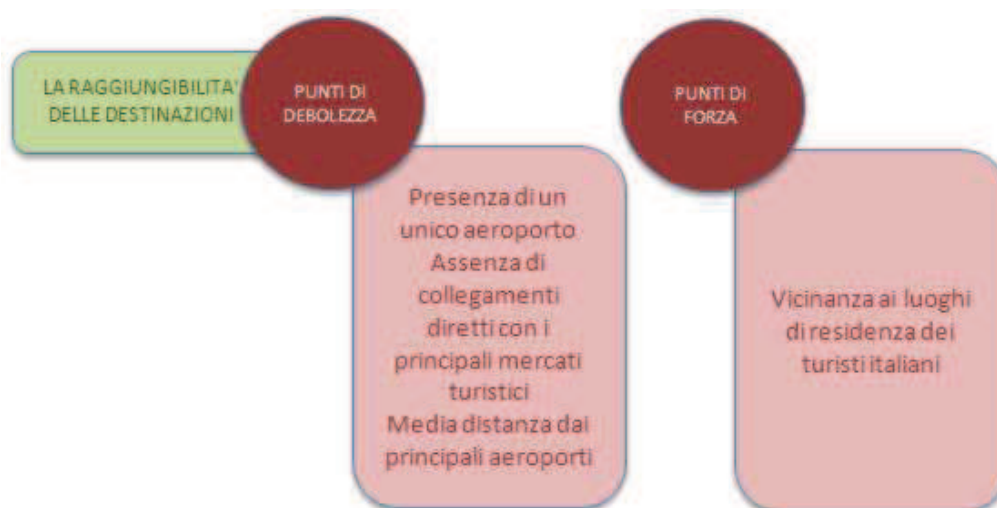 LA RAGGIUNGIBILITA'
DELLE DESTINAZIONI
PUNTI DI
DEBOLEZZA
Presenza di un
unico aeroporto
Assenza di
collegamenti
diretti con i
principali mercati
turistici
Media distanza dai
principali aeroporti
PUNTI DI
FORZA
Vicinanza ai luoghi
di residenza dei
turisti italiani